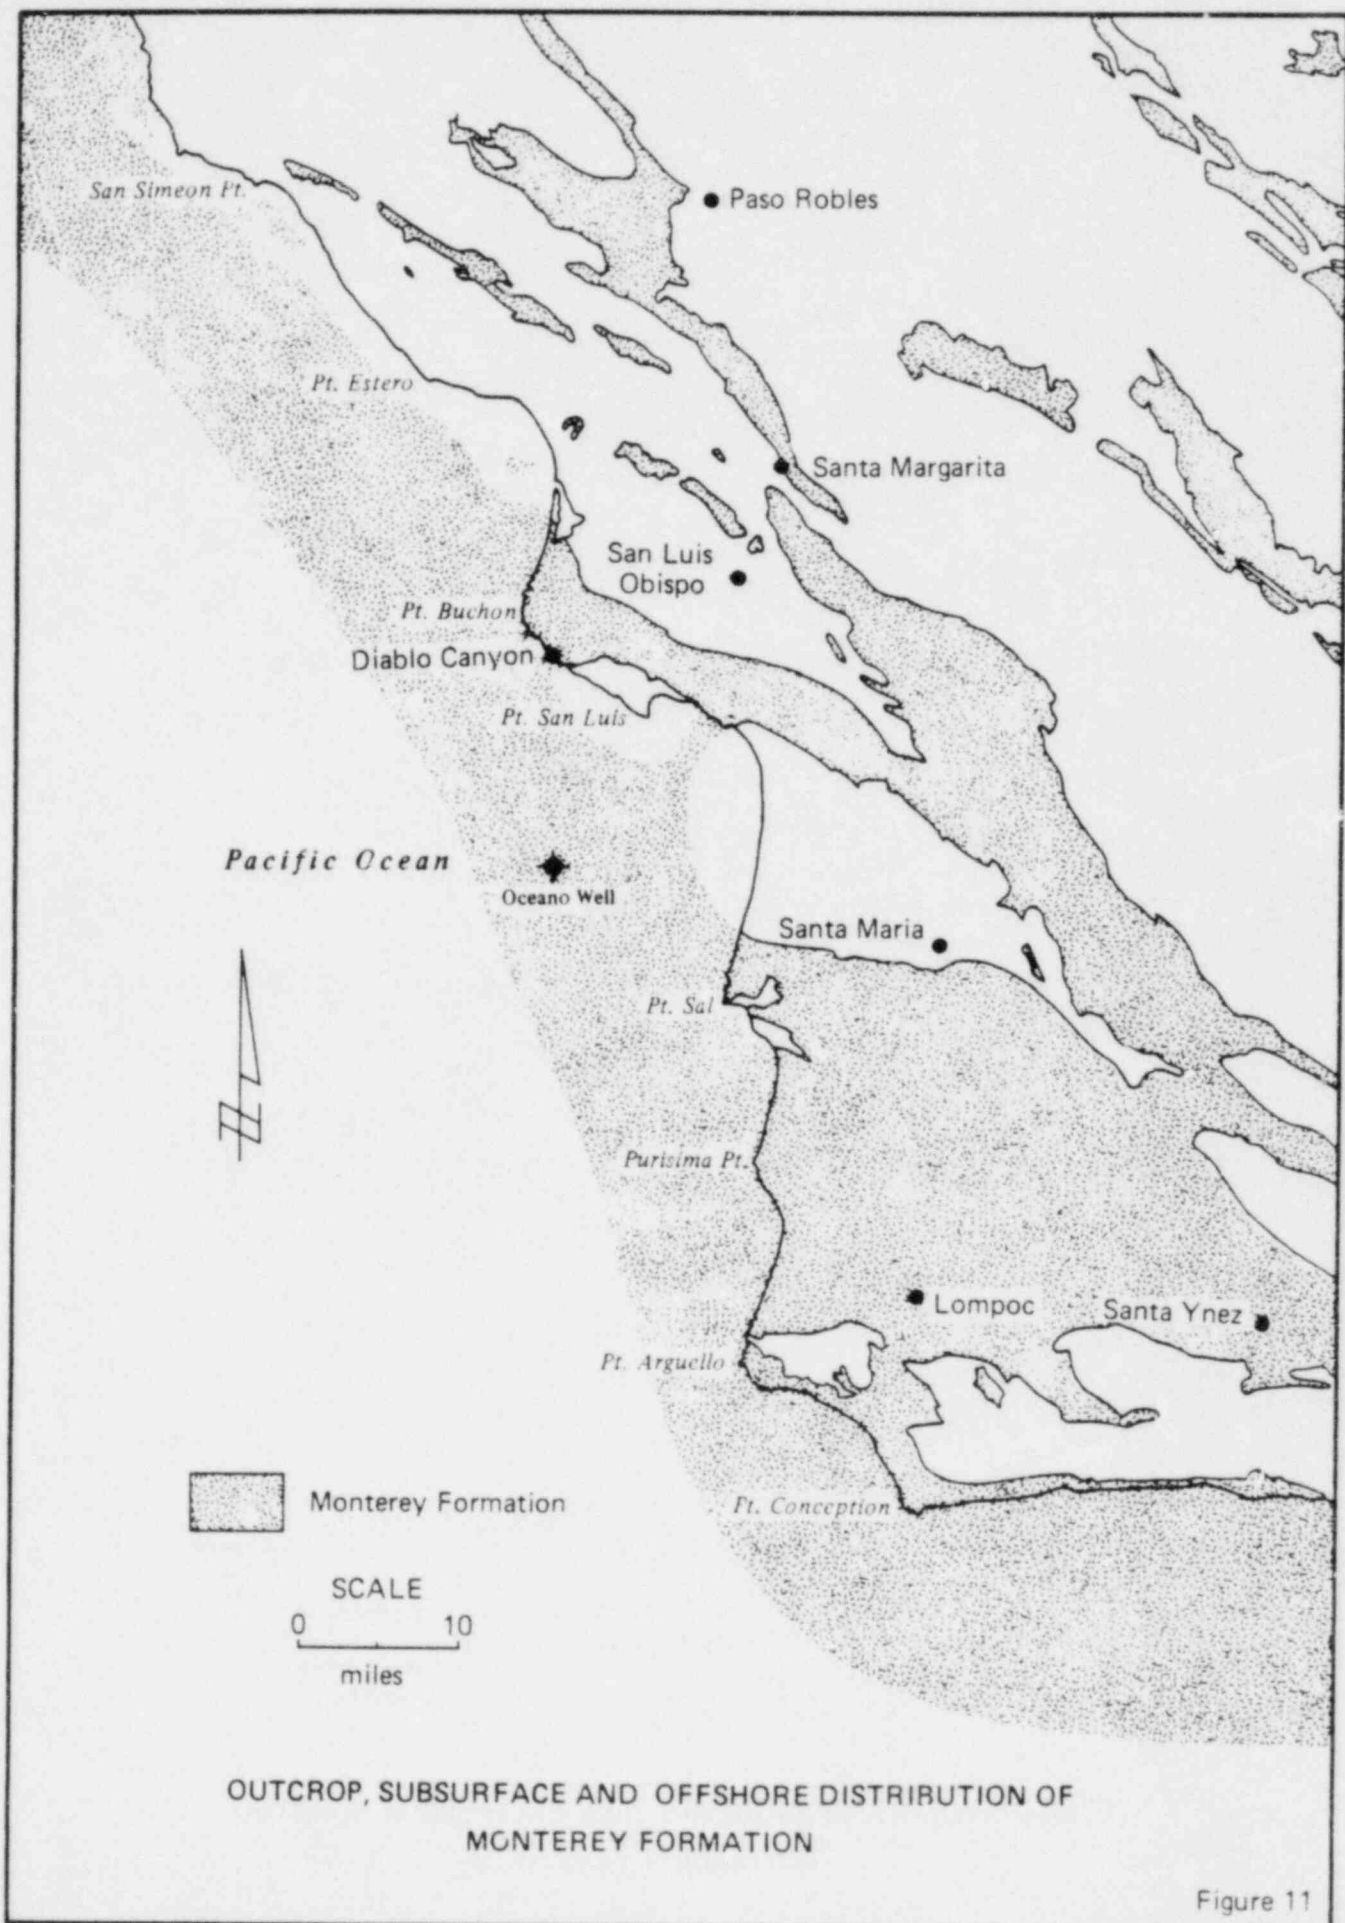 San Simeon Pt.
Paso Robles
Pt. Estero
Santa Margarita
San Luis
Obispo
Pt. Buchon
Diablo Canyon
Pt. San Luis
Pacific Ocean
Oceano Well
Santa Maria
Pt. Sal
N
Purisima Pt.
Lompoc
Santa Ynez
Pt. Arguello
Monterey Formation
Pt. Conception
SCALE
0 10
miles
OUTCROP, SUBSURFACE AND OFFSHORE DISTRIBUTION OF
MONTEREY FORMATION
Figure 11